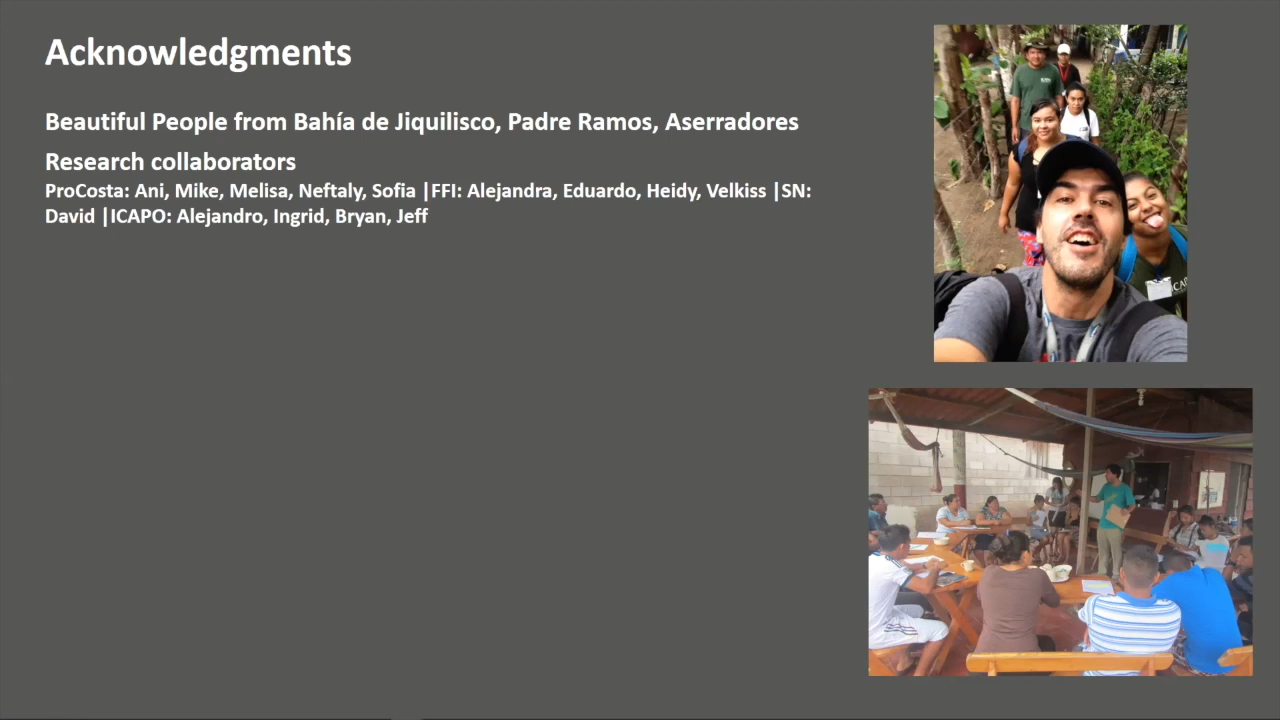 Acknowledgments
Beautiful People from Bahía de Jiquilisco, Padre Ramos, Aserradores
Research collaborators
ProCosta: Ani, Mike, Melisa, Neftaly, Sofia |FFI: Alejandra, Eduardo, Heidy, Velkiss |SN:
David |ICAPO: Alejandro, Ingrid, Bryan, Jeff